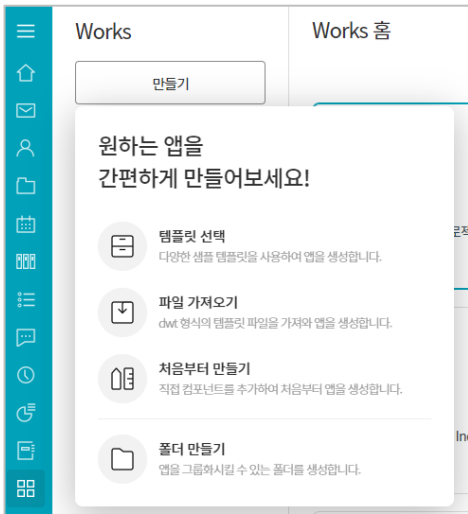 Works
Works 홈
만들기
원하는 앱을
간편하게 만들어보세요!
템플릿 선택
다양한 샘플 템플릿을 사용하여 앱을 생성합니다.
파일 가져오기
dwt 형식의 템플릿 파일을 가져와 앱을 생성합니다.
처음부터 만들기
직접 컴포넌트를 추가하여 처음부터 앱을 생성합니다.
폴더 만들기
앱을 그룹화시킬 수 있는 폴더를 생성합니다.